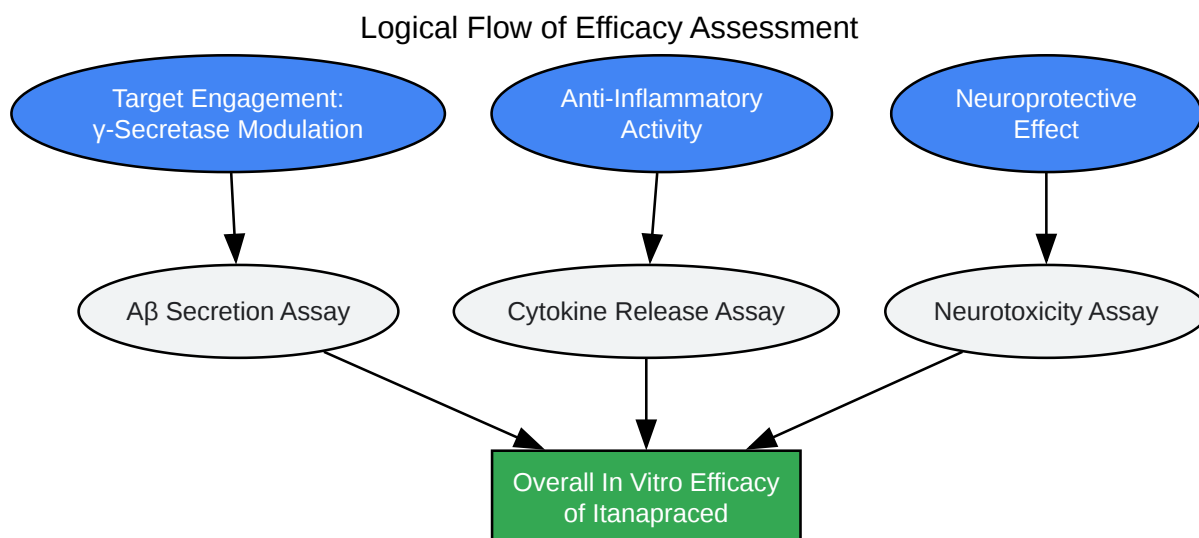 Logical Flow of Efficacy Assessment
Target Engagement:
γ-Secretase Modulation
Anti-Inflammatory
Activity
Neuroprotective
Effect
Aβ Secretion Assay
Cytokine Release Assay
Neurotoxicity Assay
Overall In Vitro Efficacy
of Itanapraced